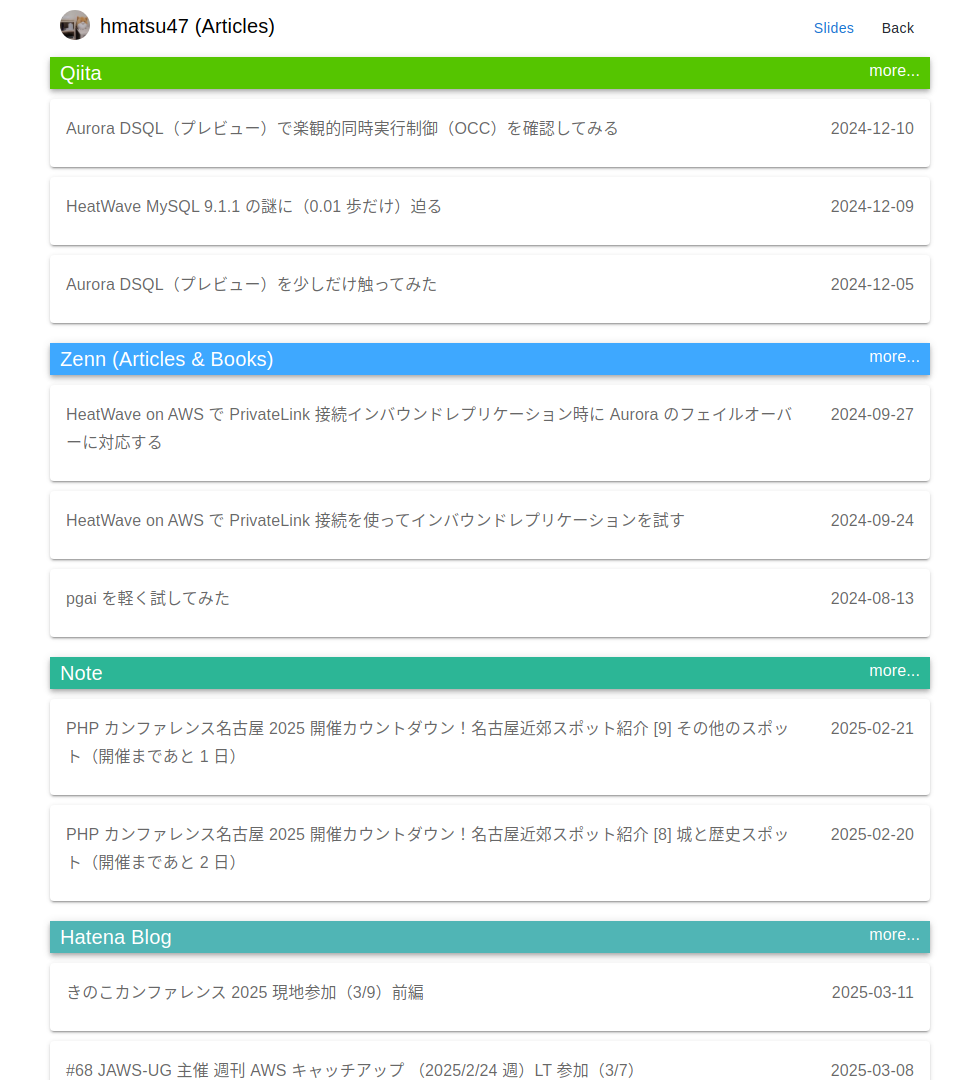 hmatsu47 (Articles)
Slides
Back
Qiita
more...
Aurora DSQL（プレビュー）で楽観的同時実行制御（OCC）を確認してみる
2024-12-10
HeatWave MySQL 9.1.1 の謎に（0.01 歩だけ）迫る
2024-12-09
Aurora DSQL（プレビュー）を少しだけ触ってみた
2024-12-05
Zenn (Articles & Books)
more...
HeatWave on AWS で PrivateLink 接続インバウンドレプリケーション時に Aurora のフェイルオーバ
ーに対応する
2024-09-27
HeatWave on AWS で PrivateLink 接続を使ってインバウンドレプリケーションを試す
2024-09-24
pgai を軽く試してみた
2024-08-13
Note
more...
PHP カンファレンス名古屋 2025 開催カウントダウン！名古屋近郊スポット紹介 [9] その他のスポッ
ト（開催まであと 1 日）
2025-02-21
PHP カンファレンス名古屋 2025 開催カウントダウン！名古屋近郊スポット紹介 [8] 城と歴史スポッ
ト（開催まであと 2 日）
2025-02-20
Hatena Blog
more...
きのこカンファレンス 2025 現地参加（3/9）前編
2025-03-11
#68 JAWS-UG 主催 週刊 AWS キャッチアップ （2025/2/24 週）LT 参加（3/7）
2025-03-08